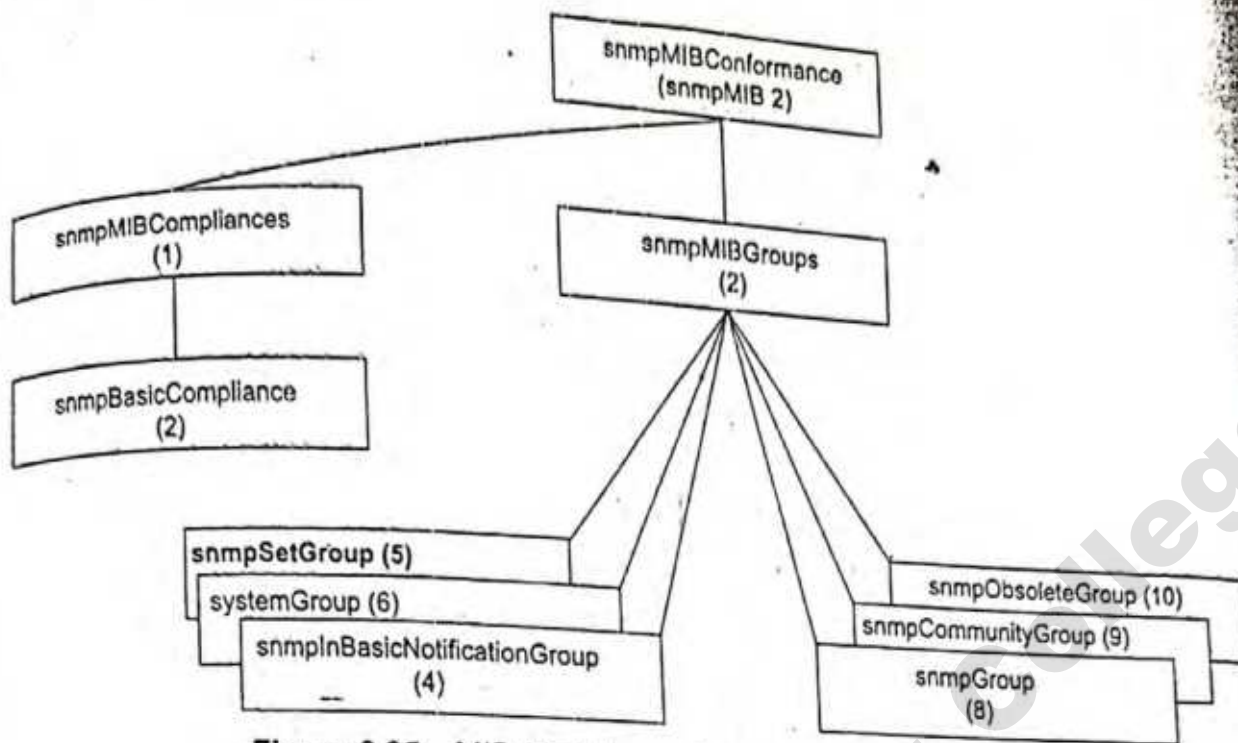 snmpMIBConformance
(snmpMIB 2)
snmpMIBCompliances
(1)
snmpMIBGroups
(2)
snmpBasicCompliance
(2)
snmpSetGroup (5)
systemGroup (6)
snmpInBasicNotificationGroup
(4)
snmpObsoleteGroup (10)
snmpCommunityGroup (9)
snmpGroup
(8)